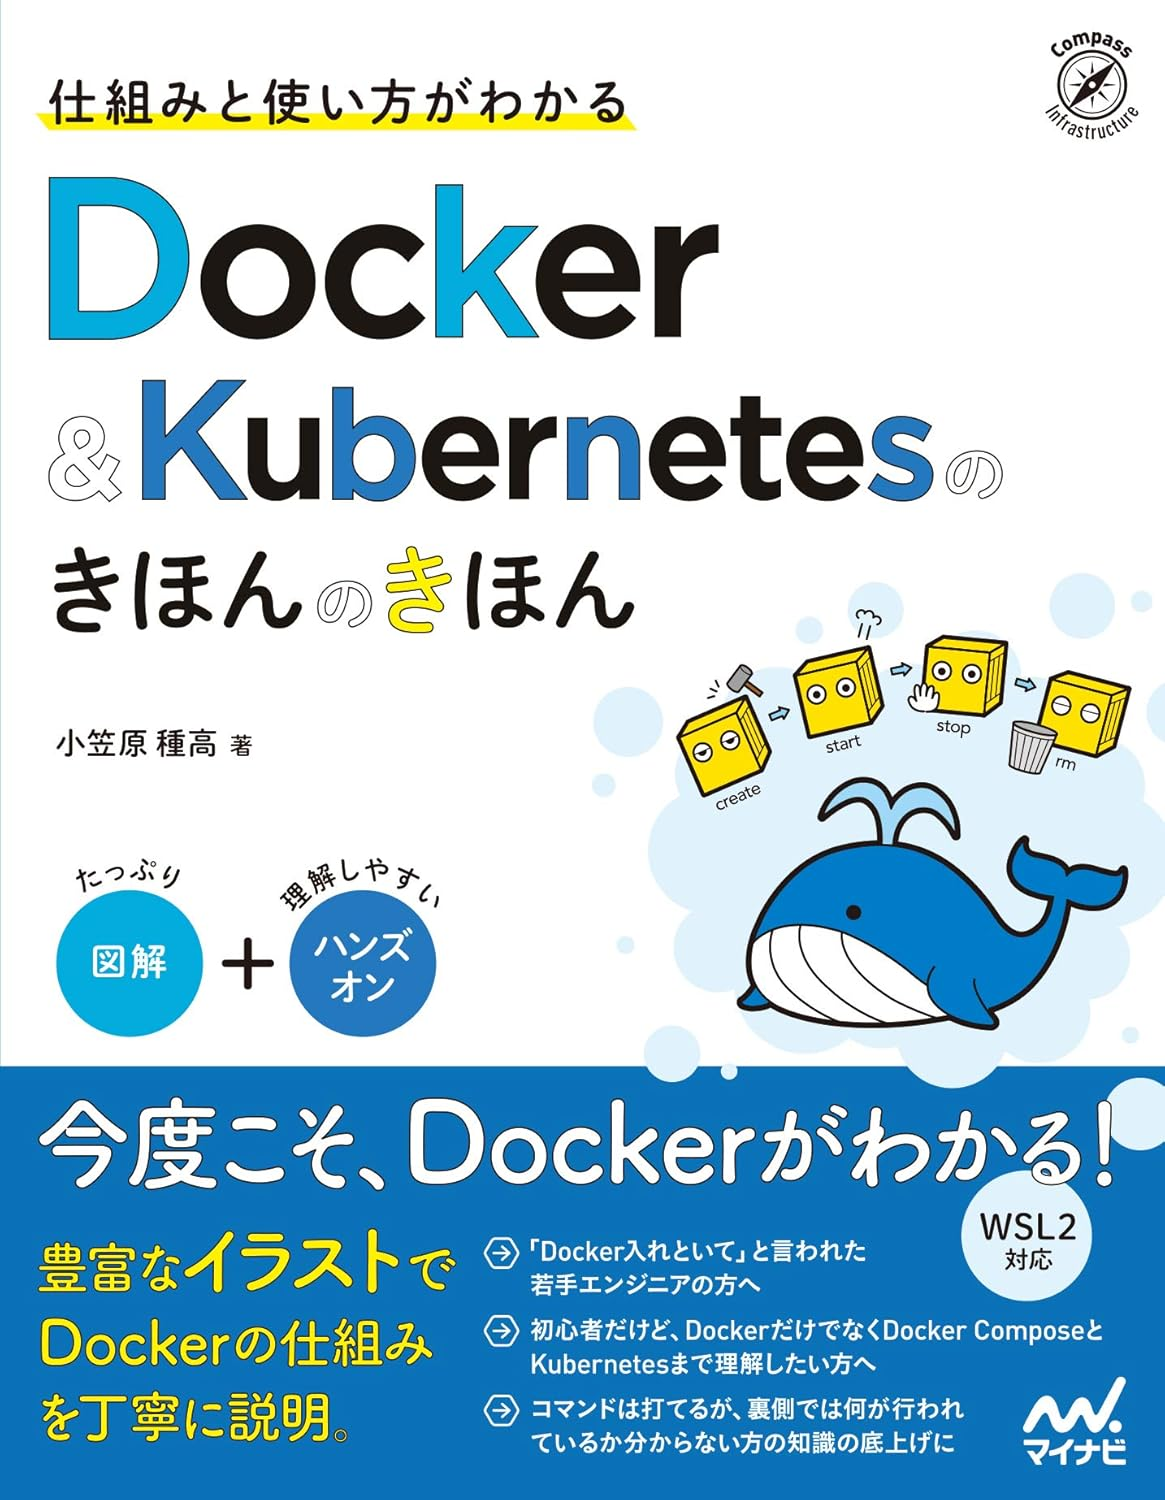 仕組みと使い方がわかる
Compass
Infrastructure
Docker
&Kubernetesの
きほんのきほん
小笠原 種高 著
create
start
stop
rm
たっぷり
図解
+
理解しやすい
ハンズ
オン
今度こそ、Dockerがわかる!
WSL2
対応
豊富なイラストで
Dockerの仕組み
を丁寧に説明。
「Docker入れといて」と言われた
若手エンジニアの方へ
初心者だけど、DockerだけでなくDocker Composeと
Kubernetesまで理解したい方へ
コマンドは打てるが、裏側では何が行われ
ているか分からない方の知識の底上げに
マイナビ